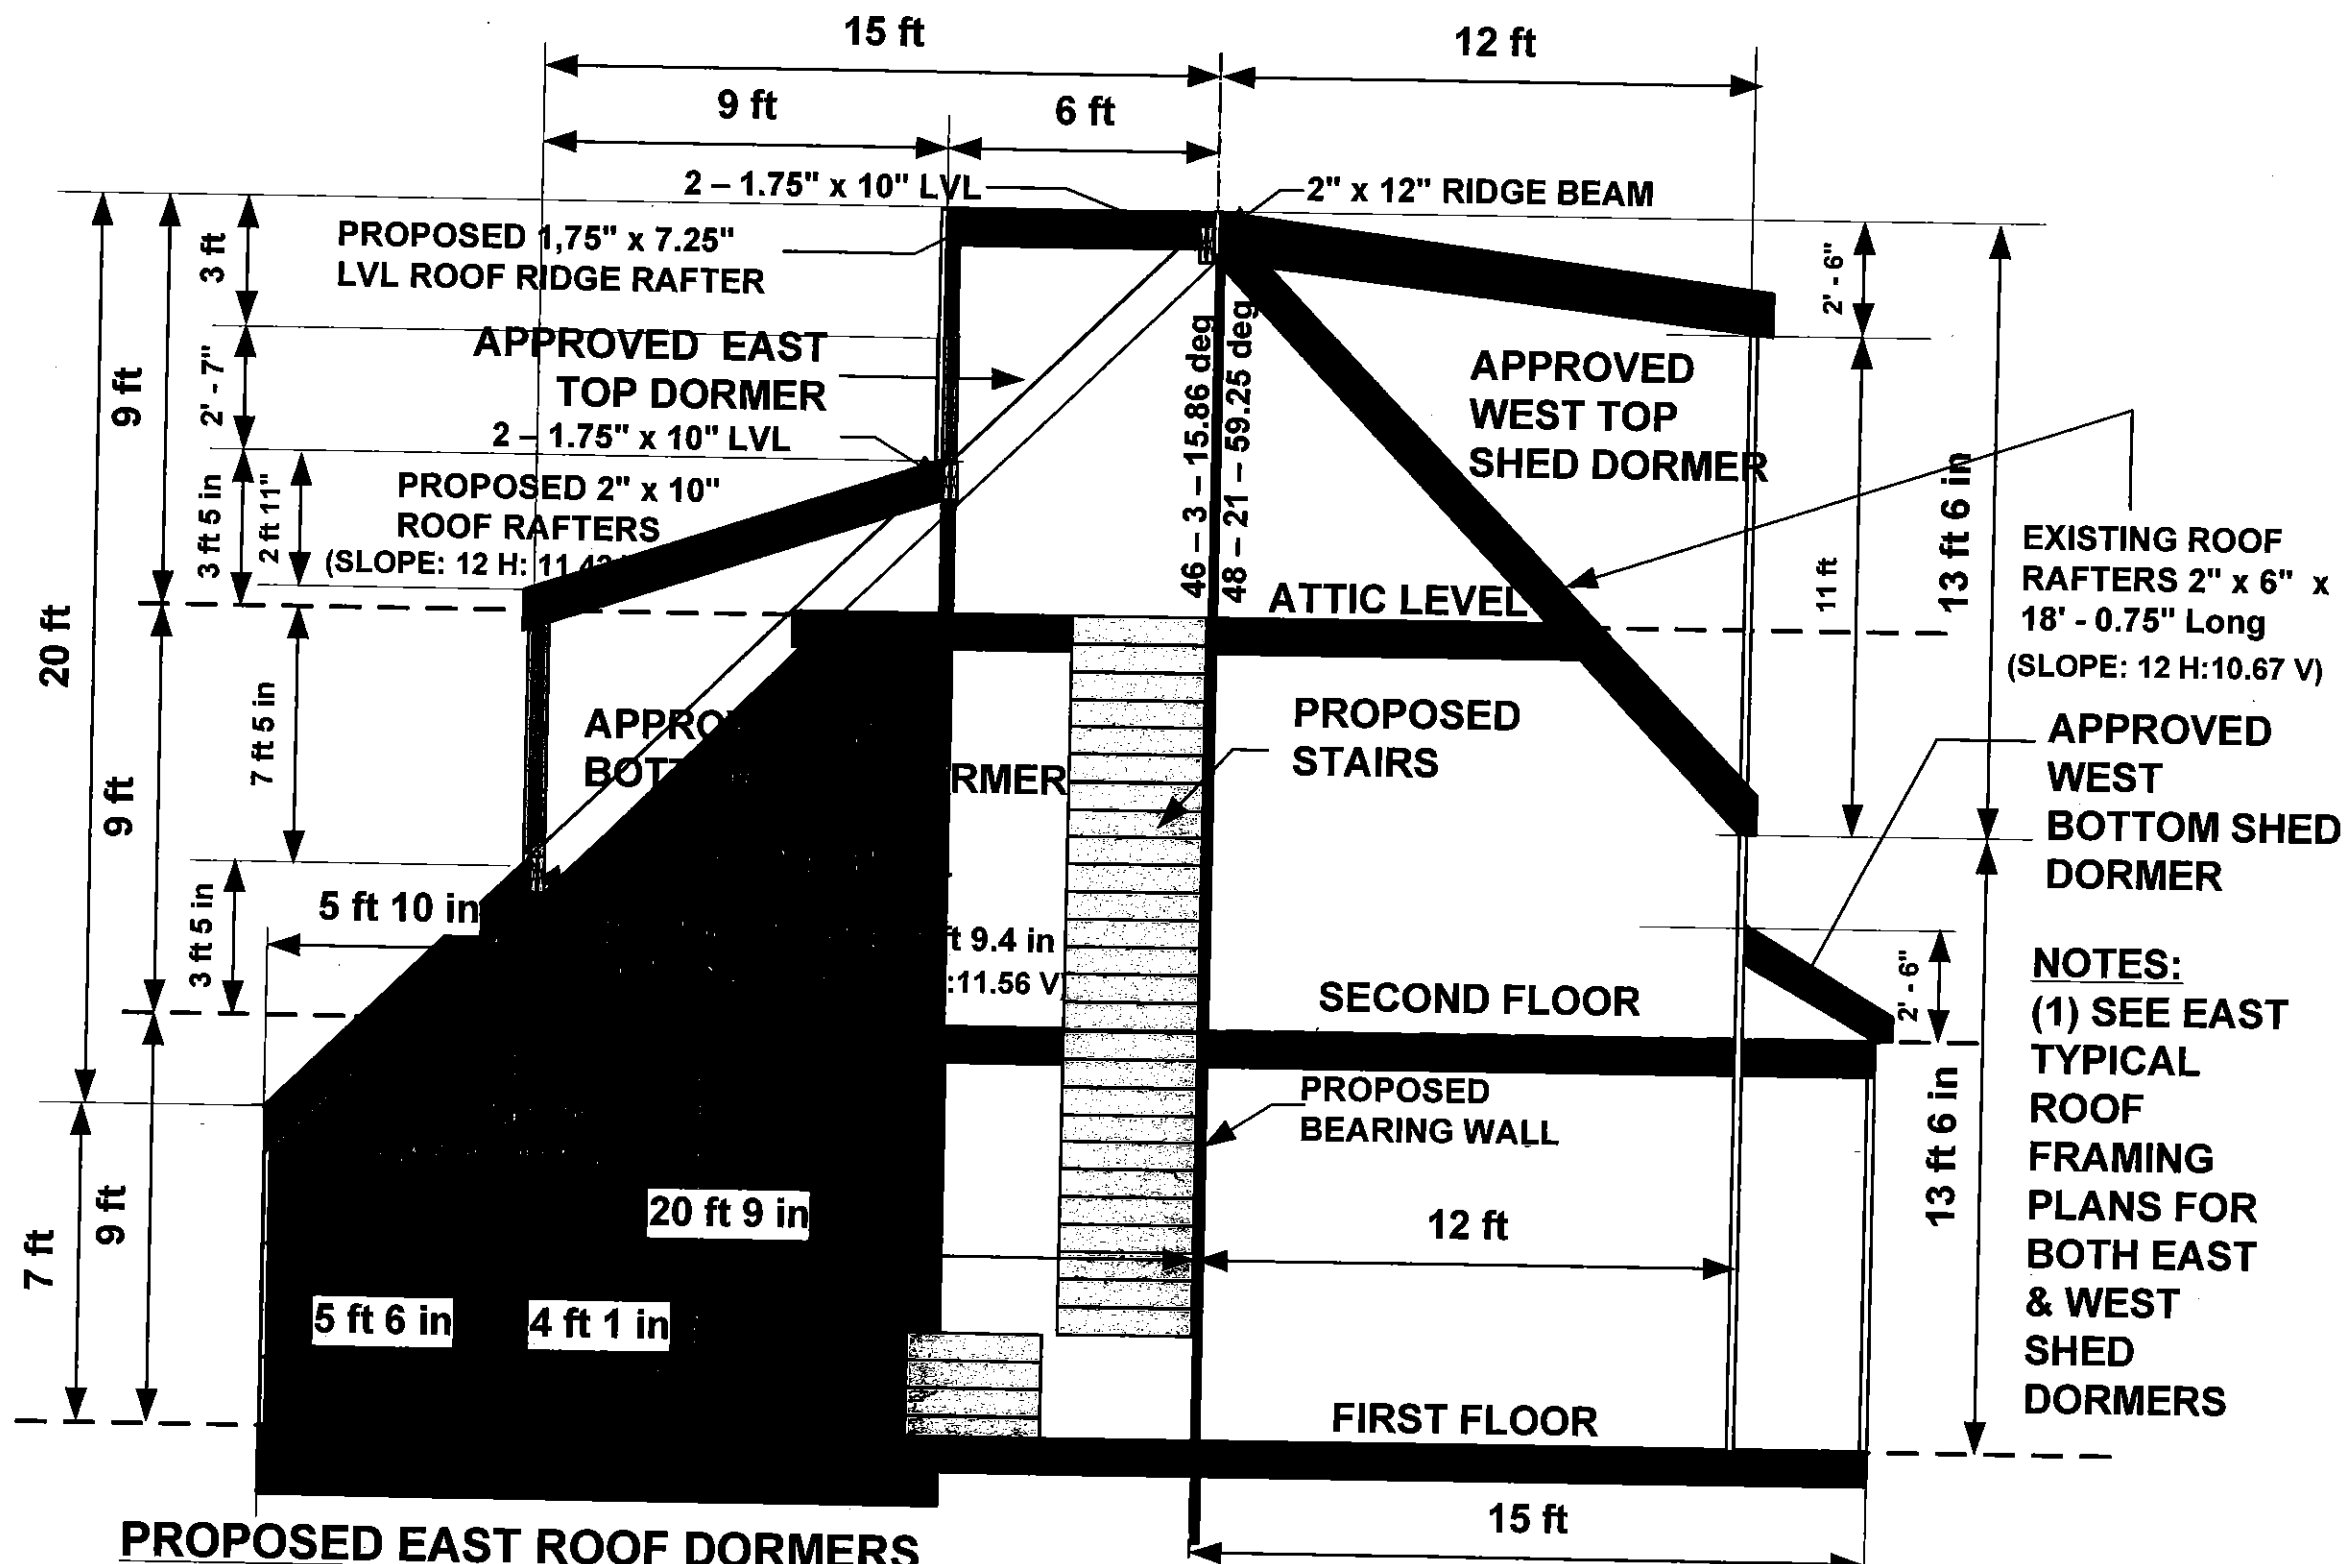 15 ft
12 ft
9 ft
6 ft
2 – 1.75" x 10" LVL
2" x 12" RIDGE BEAM
PROPOSED 1,75" x 7.25"
LVL ROOF RIDGE RAFTER
3 ft
2' - 6"
APPROVED EAST
TOP DORMER
2 – 1.75" x 10" LVL
2' - 7"
9 ft
46 – 3 – 15.86 deg
48 – 21 – 59.25 deg
APPROVED
WEST TOP
SHED DORMER
PROPOSED 2" x 10"
ROOF RAFTERS
(SLOPE: 12 H: 11.42
3 ft 5 in
2 ft 11"
13 ft 6 in
11 ft
EXISTING ROOF
RAFTERS 2" x 6" x
18' - 0.75" Long
(SLOPE: 12 H:10.67 V)
ATTIC LEVEL
20 ft
7 ft 5 in
9 ft
APPRO
BOTT
RMER
PROPOSED
STAIRS
APPROVED
WEST
BOTTOM SHED
DORMER
5 ft 10 in
3 ft 5 in
ft 9.4 in
:11.56 V)
SECOND FLOOR
2' - 6"
NOTES:
(1) SEE EAST
TYPICAL
ROOF
FRAMING
PLANS FOR
BOTH EAST
& WEST
SHED
DORMERS
PROPOSED
BEARING WALL
13 ft 6 in
20 ft 9 in
12 ft
7 ft
9 ft
5 ft 6 in
4 ft 1 in
FIRST FLOOR
15 ft
PROPOSED EAST ROOF DORMERS